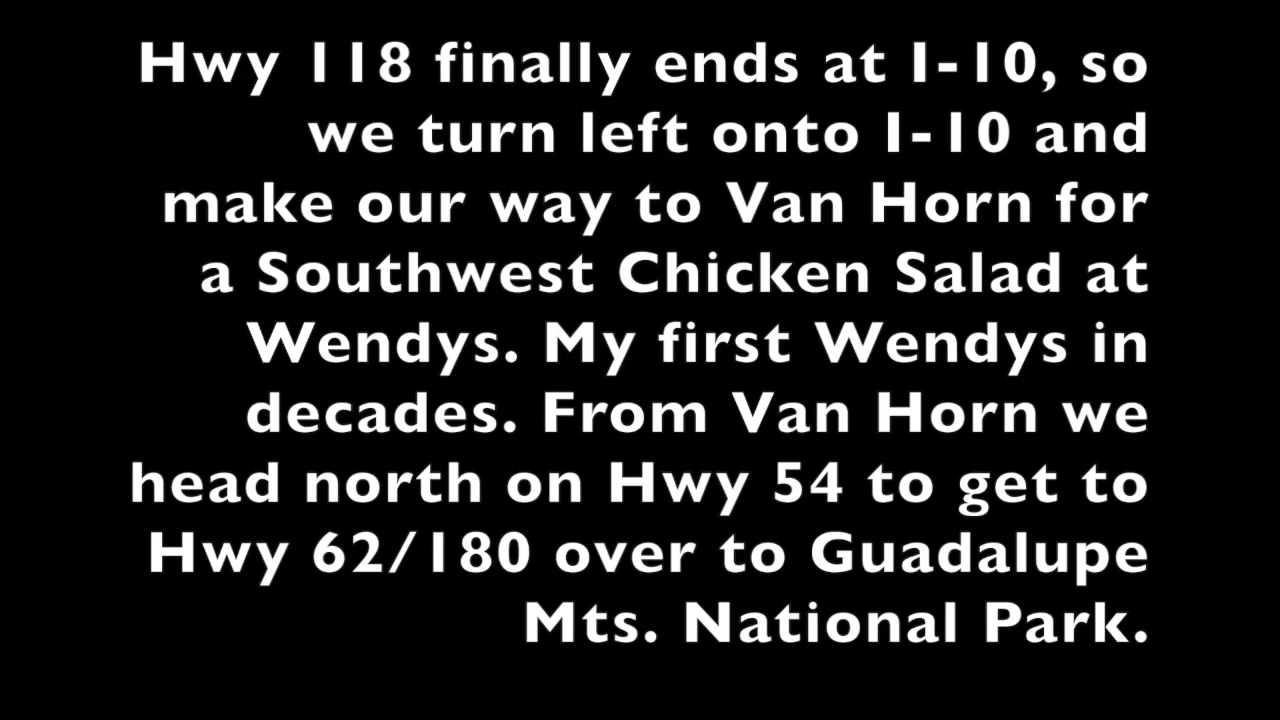 Hwy 118 finally ends at I-10, so
we turn left onto I-10 and
make our way to Van Horn for
a Southwest Chicken Salad at
Wendys. My first Wendys in
decades. From Van Horn we
head north on Hwy 54 to get to
Hwy 62/180 over to Guadalupe
Mts. National Park.